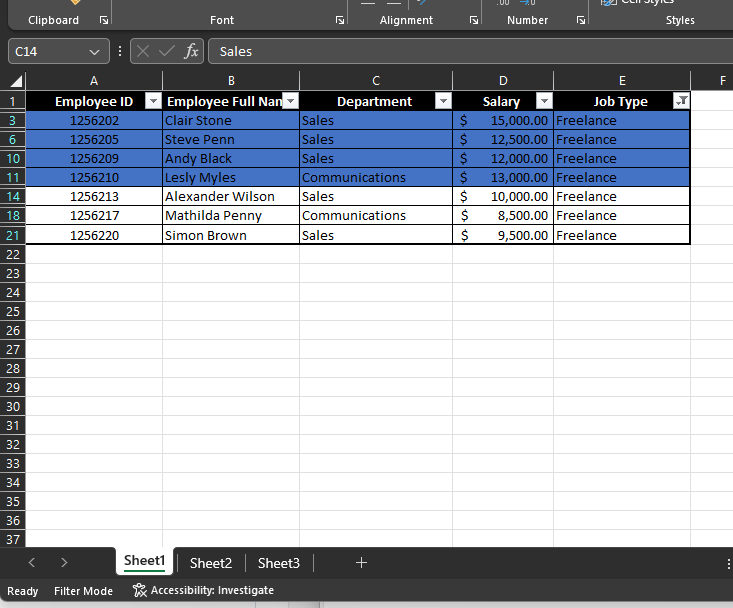 Cell Styles
Clipboard Font Alignment Number Styles
C14 fx Sales
A B C D E F
1 Employee ID Employee Full Nan Department Salary Job Type
3 1256202 Clair Stone Sales $ 15,000.00 Freelance
6 1256205 Steve Penn Sales $ 12,500.00 Freelance
10 1256209 Andy Black Sales $ 12,000.00 Freelance
11 1256210 Lesly Myles Communications $ 13,000.00 Freelance
14 1256213 Alexander Wilson Sales $ 10,000.00 Freelance
18 1256217 Mathilda Penny Communications $ 8,500.00 Freelance
21 1256220 Simon Brown Sales $ 9,500.00 Freelance
22
23
24
25
26
27
28
29
30
31
32
33
34
35
36
37
Sheet1 Sheet2 Sheet3 +
Ready Filter Mode Accessibility: Investigate